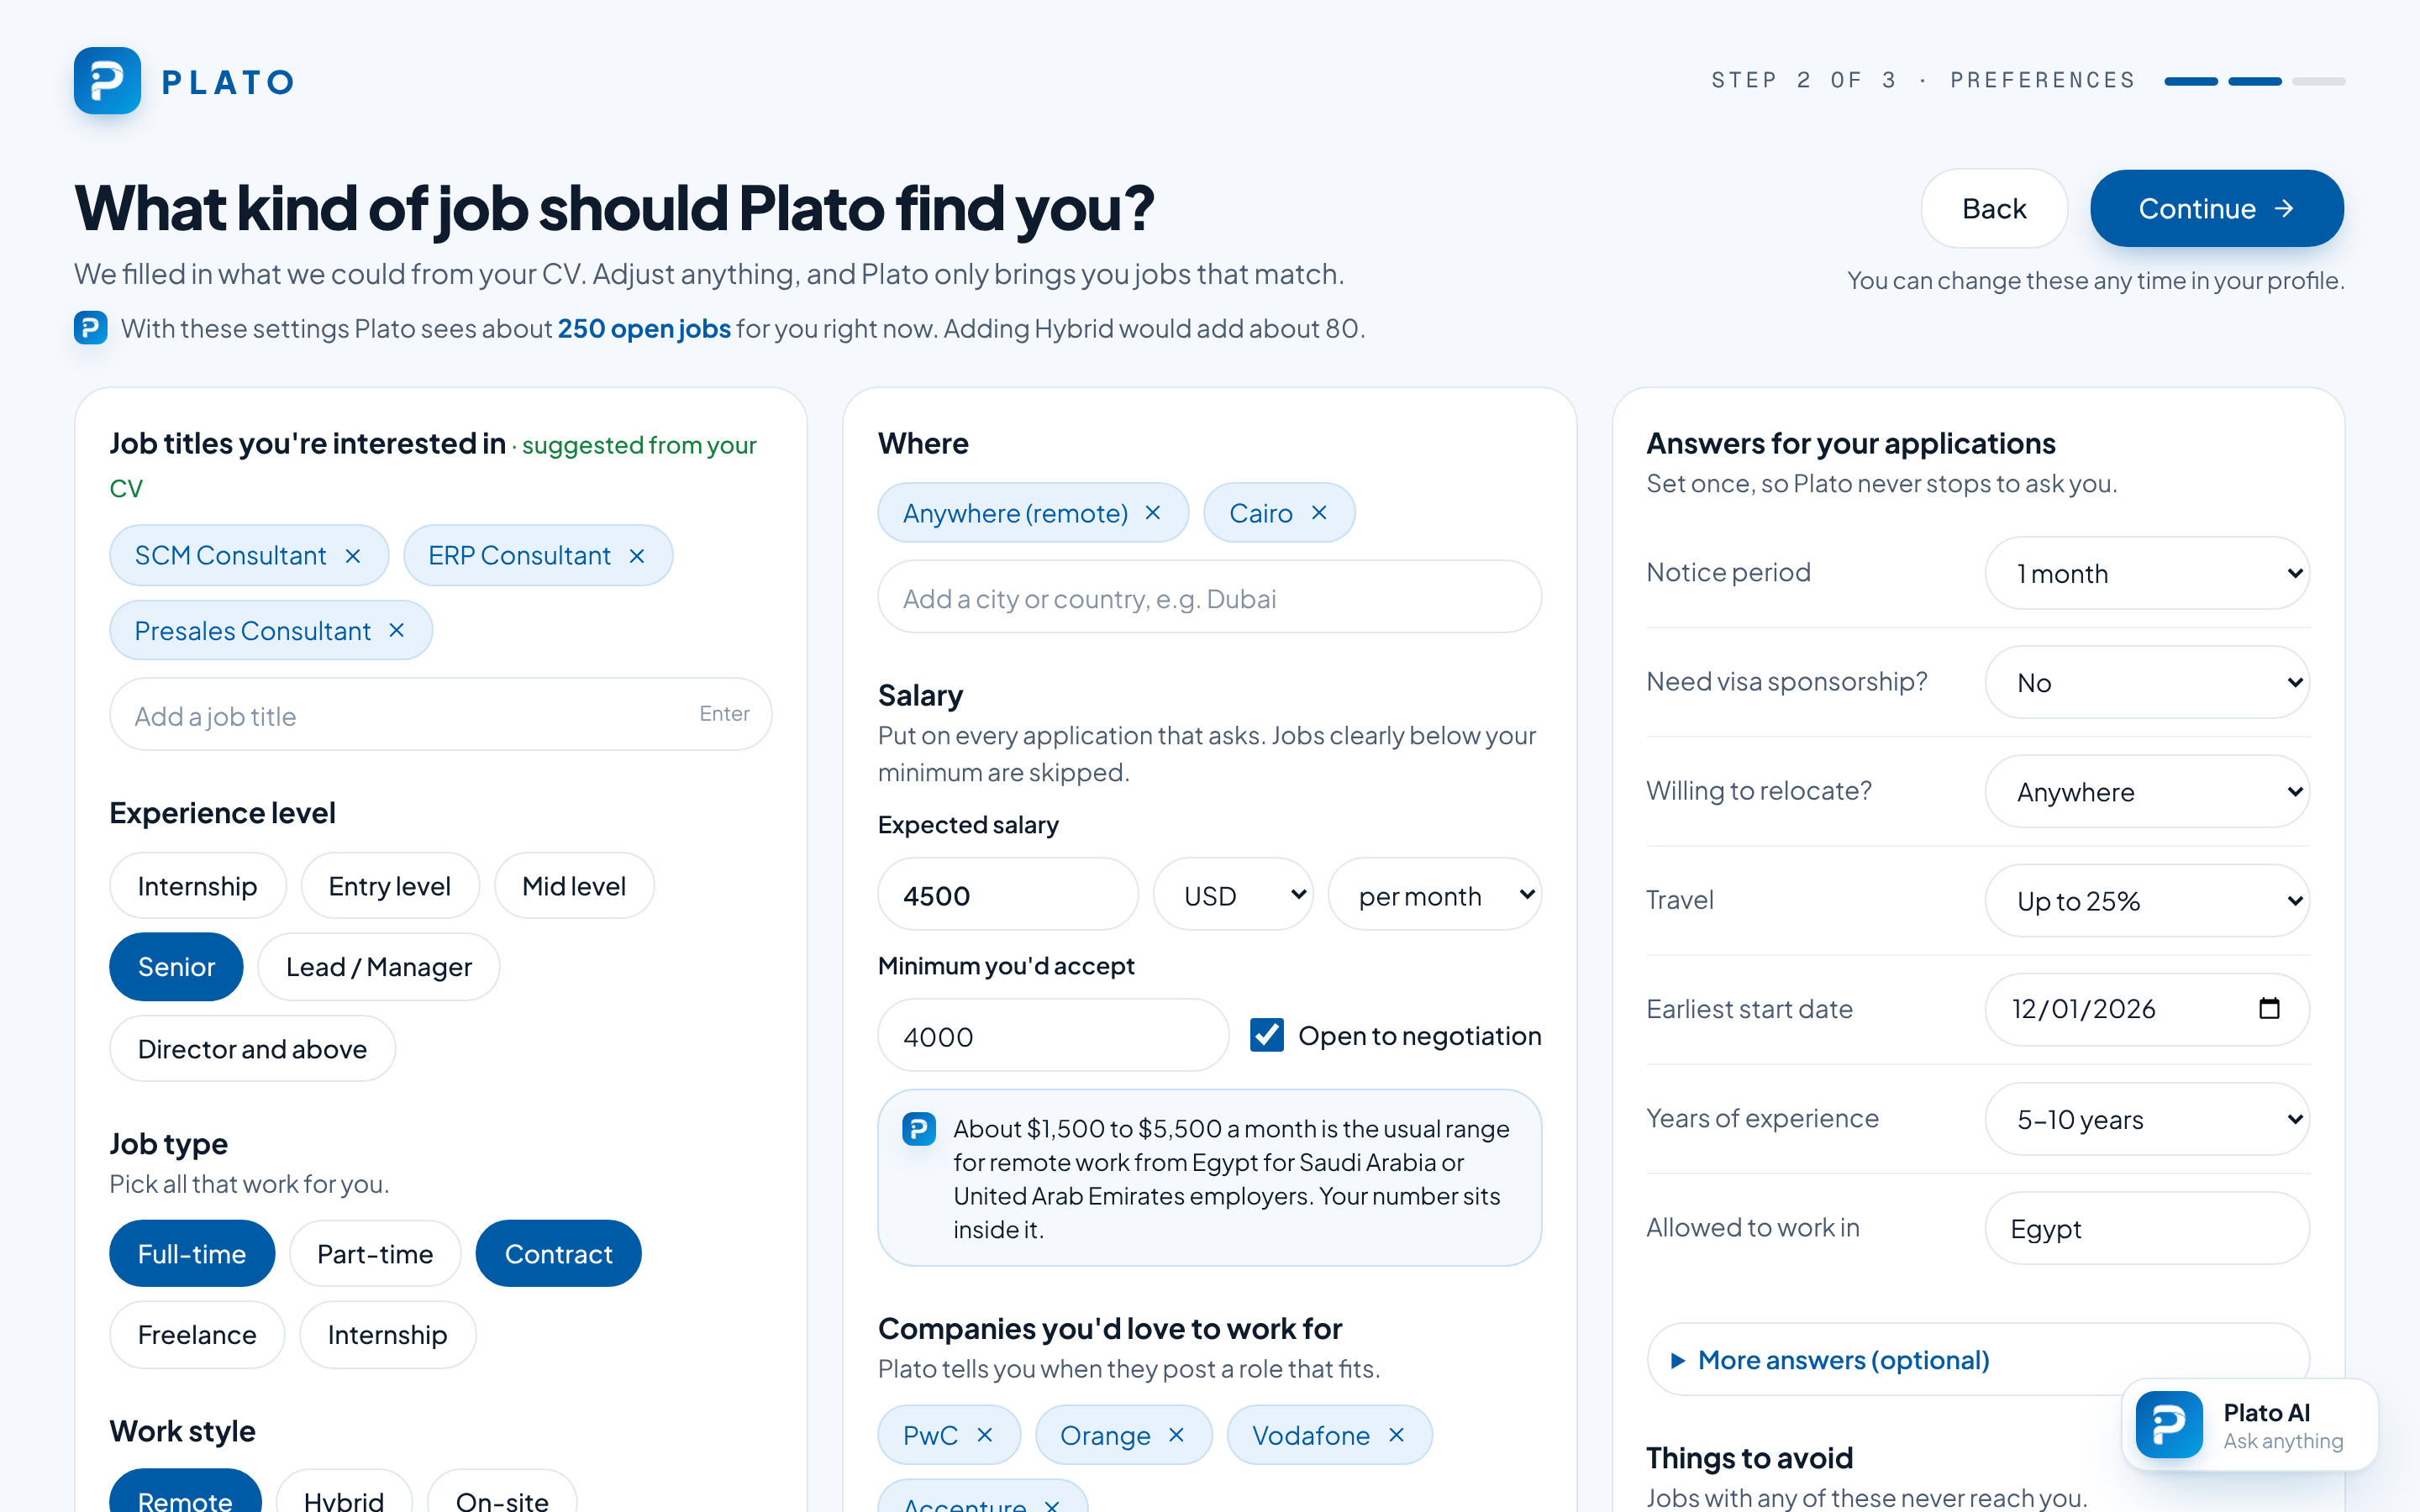 PLATO
STEP 2 OF 3 · PREFERENCES
What kind of job should Plato find you?
Back
Continue →
We filled in what we could from your CV. Adjust anything, and Plato only brings you jobs that match.
You can change these any time in your profile.
With these settings Plato sees about 250 open jobs for you right now. Adding Hybrid would add about 80.
Job titles you're interested in · suggested from your
CV
SCM Consultant ×
ERP Consultant ×
Presales Consultant ×
Add a job title
Enter
Experience level
Internship
Entry level
Mid level
Senior
Lead / Manager
Director and above
Job type
Pick all that work for you.
Full-time
Part-time
Contract
Freelance
Internship
Work style
Remote
Hybrid
On-site
Where
Anywhere (remote) ×
Cairo ×
Add a city or country, e.g. Dubai
Salary
Put on every application that asks. Jobs clearly below your
minimum are skipped.
Expected salary
4500
USD
per month
Minimum you'd accept
4000
Open to negotiation
About $1,500 to $5,500 a month is the usual range
for remote work from Egypt for Saudi Arabia or
United Arab Emirates employers. Your number sits
inside it.
Companies you'd love to work for
Plato tells you when they post a role that fits.
PwC ×
Orange ×
Vodafone ×
Accenture ×
Answers for your applications
Set once, so Plato never stops to ask you.
Notice period
1 month
Need visa sponsorship?
No
Willing to relocate?
Anywhere
Travel
Up to 25%
Earliest start date
12/01/2026
Years of experience
5–10 years
Allowed to work in
Egypt
More answers (optional)
Things to avoid
Jobs with any of these never reach you.
Plato AI
Ask anything